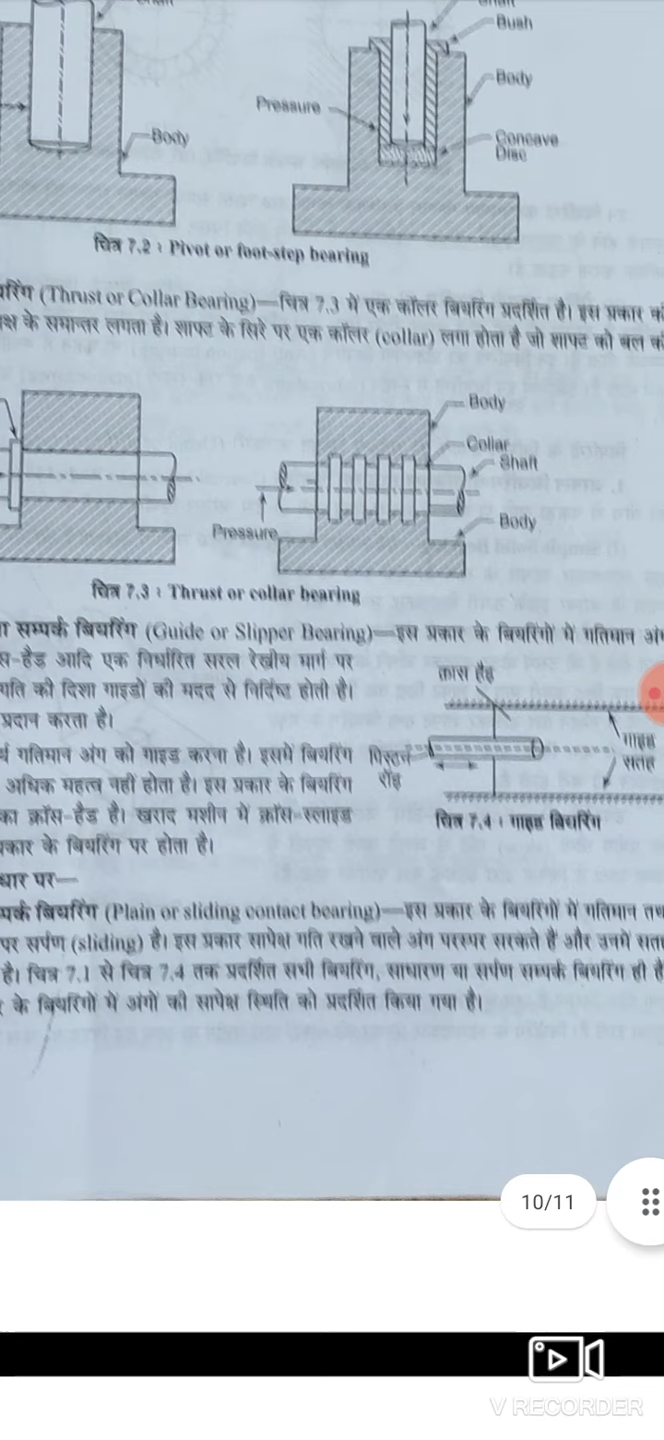 Bush
Body
Pressure
Body
Concave
Disc
चित्र 7.2 : Pivot or foot-step bearing
(Thrust or Collar Bearing)—चित्र 7.3 में एक कॉलर बियरिंग प्रदर्शित है। इस प्रकार
के समान्तर लगता है। शाफ्ट के सिरे पर एक कॉलर (collar) लगा होता है जो शाफ्ट को बल
Body
Collar
Shaft
Pressure
Body
चित्र 7.3 : Thrust or collar bearing
सम्पर्क बियरिंग (Guide or Slipper Bearing)—इस प्रकार के बियरिंगों में गतिमान
हैड आदि एक निर्धारित सरल रेखीय मार्ग पर
गति की दिशा गाइडों की मदद से निर्दिष्ट होती है।
प्रदान करता है।
गतिमान अंग को गाइड करना है। इसमें बियरिंग
अधिक महत्व नहीं होता है। इस प्रकार के बियरिंग
का क्रॉस-हैड है। खराद मशीन में क्रॉस-स्लाइड
के बियरिंग पर होता है।
क्रास हैड
गाइड
सतह
पिस्टन
रॉड
चित्र 7.4 : गाइड बियरिंग
पर—
बियरिंग (Plain or sliding contact bearing)—इस प्रकार के बियरिंगों में गतिमान
पर सर्पण (sliding) है। इस प्रकार सापेक्ष गति रखने वाले अंग परस्पर सरकते हैं और उनमें
है। चित्र 7.1 से चित्र 7.4 तक प्रदर्शित सभी बियरिंग, साधारण या सर्पण सम्पर्क बियरिंग ही
के बियरिंगों में अंगों की सापेक्ष स्थिति को प्रदर्शित किया गया है।
10/11
V RECORDER